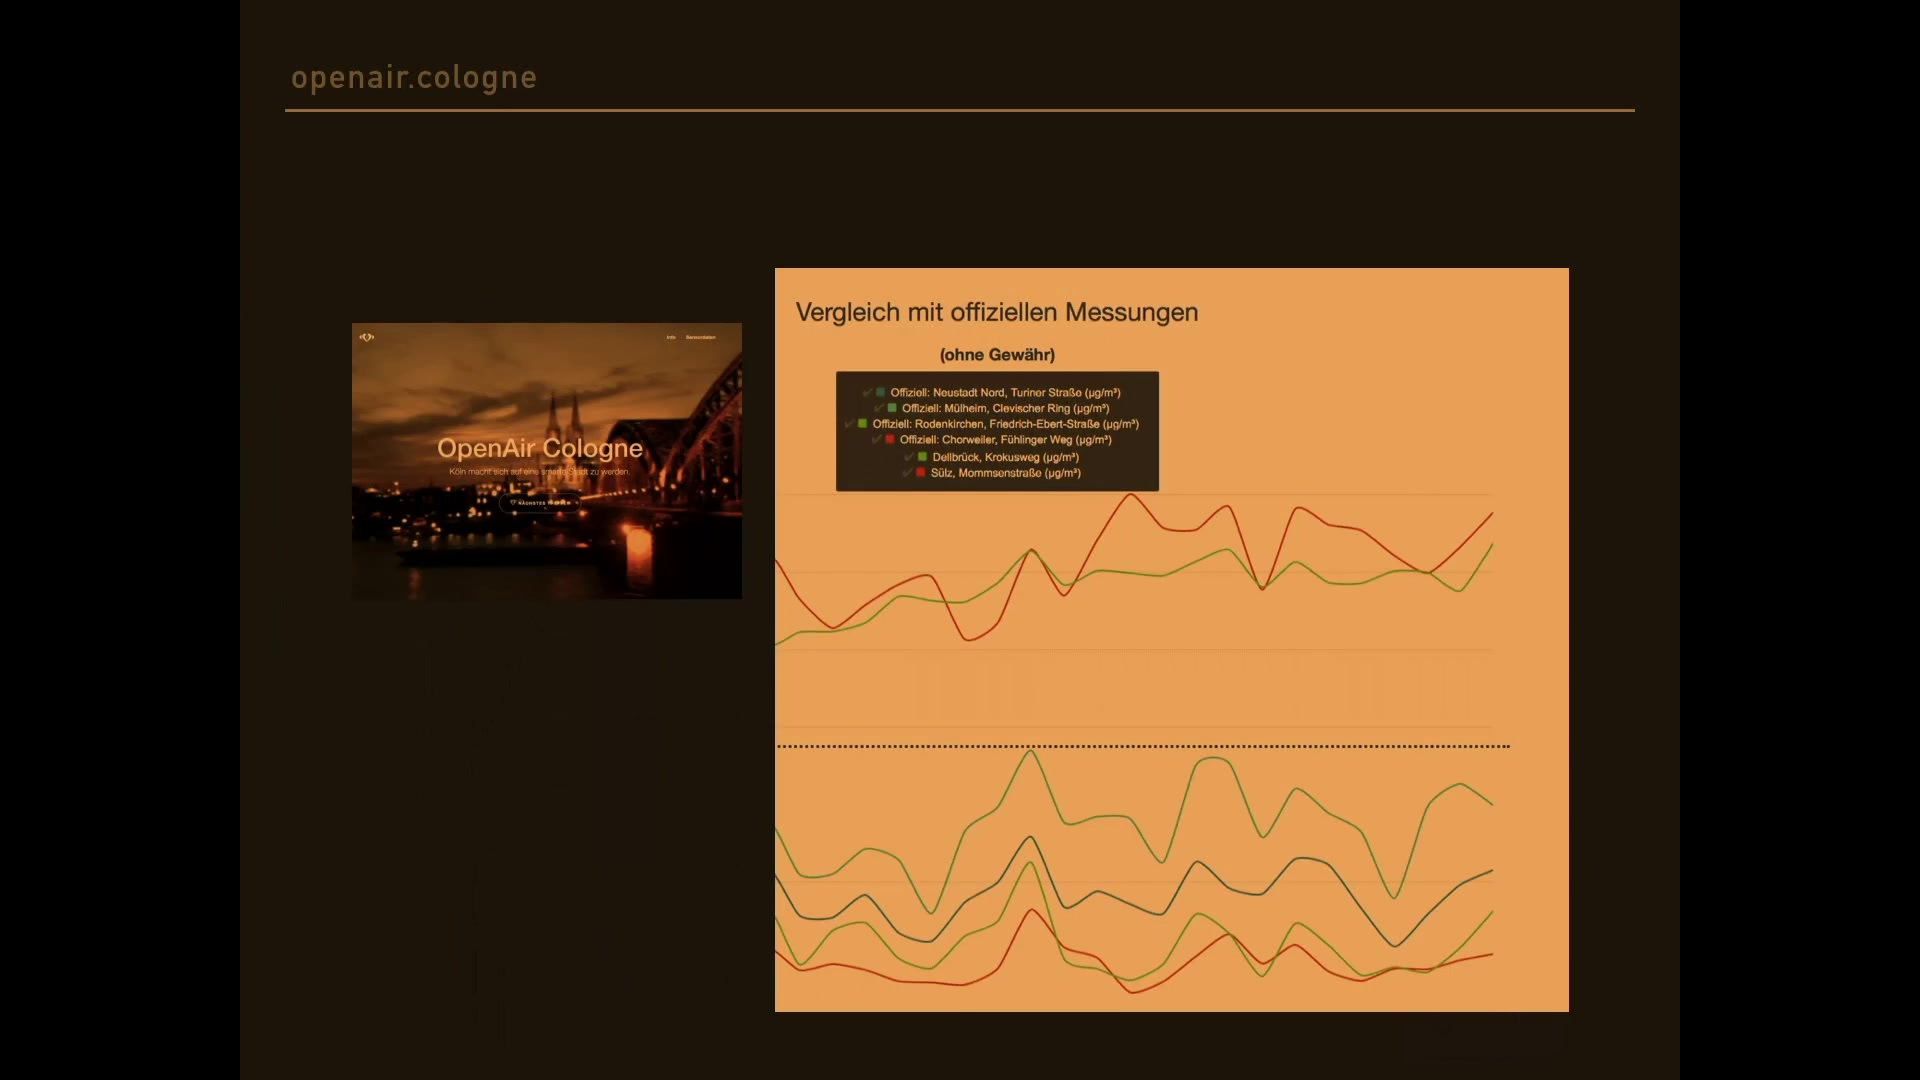 openair.cologne
Info Sensordaten
OpenAir Cologne
Köln macht sich auf eine smarte Stadt zu werden.
NÄCHSTES
Vergleich mit offiziellen Messungen
(ohne Gewähr)
Offiziell: Neustadt Nord, Turiner Straße (µg/m³)
Offiziell: Mülheim, Clevischer Ring (µg/m³)
Offiziell: Rodenkirchen, Friedrich-Ebert-Straße (µg/m³)
Offiziell: Chorweiler, Fühlinger Weg (µg/m³)
Dellbrück, Krokusweg (µg/m³)
Sülz, Mommsenstraße (µg/m³)